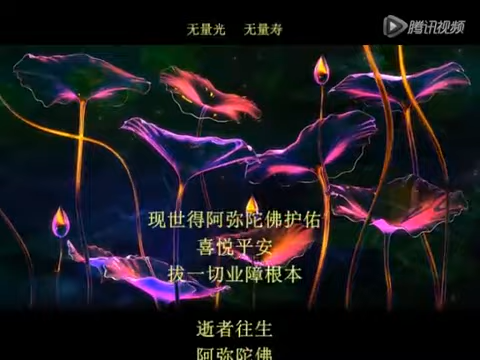 无量光 无量寿
腾讯视频
现世得阿弥陀佛护佑
喜悦平安
拔一切业障根本
逝者往生
阿弥陀佛